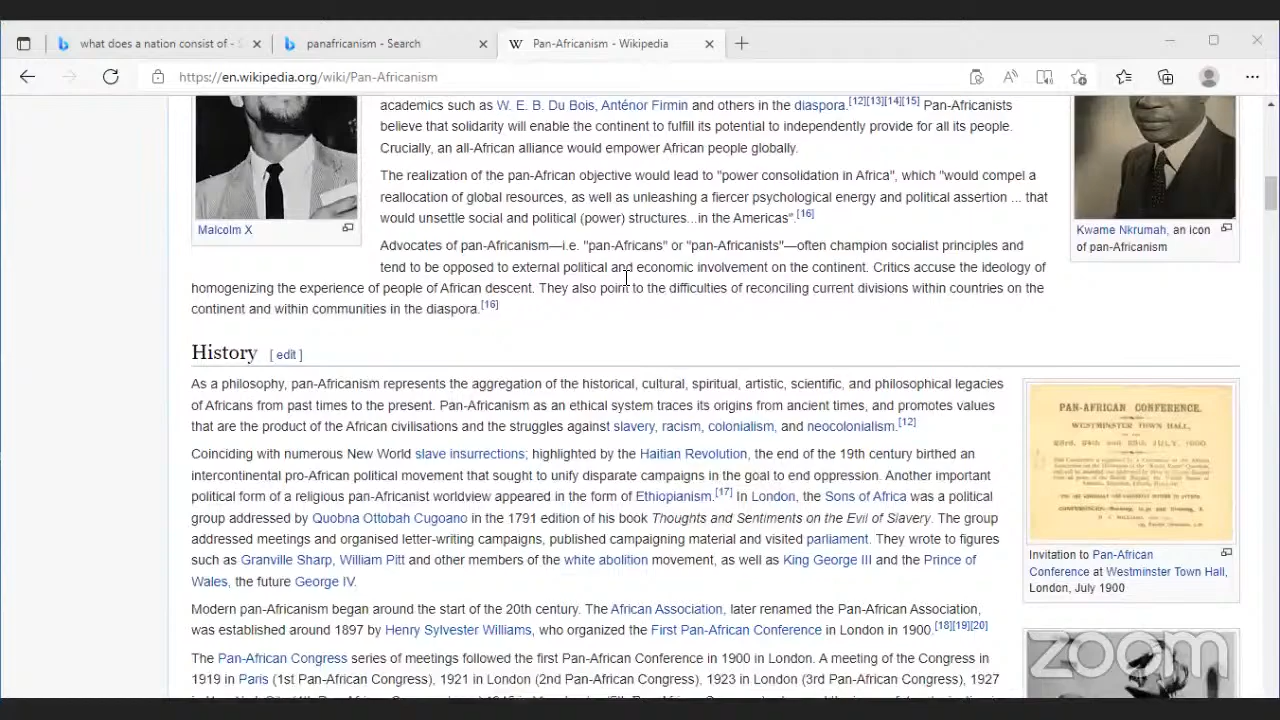 what does a nation consist of - S
panafricanism - Search
W Pan-Africanism - Wikipedia
https://en.wikipedia.org/wiki/Pan-Africanism
academics such as W. E. B. Du Bois, Anténor Firmin and others in the diaspora.[12][13][14][15] Pan-Africanists
believe that solidarity will enable the continent to fulfill its potential to independently provide for all its people.
Crucially, an all-African alliance would empower African people globally.
The realization of the pan-African objective would lead to "power consolidation in Africa", which "would compel a
reallocation of global resources, as well as unleashing a fiercer psychological energy and political assertion ... that
would unsettle social and political (power) structures...in the Americas".[16]
Malcolm X
Kwame Nkrumah, an icon
of pan-africanism
Advocates of pan-Africanism—i.e. "pan-Africans" or "pan-Africanists"—often champion socialist principles and
tend to be opposed to external political and economic involvement on the continent. Critics accuse the ideology of
homogenizing the experience of people of African descent. They also point to the difficulties of reconciling current divisions within countries on the
continent and within communities in the diaspora.[16]
History [ edit ]
As a philosophy, pan-Africanism represents the aggregation of the historical, cultural, spiritual, artistic, scientific, and philosophical legacies
of Africans from past times to the present. Pan-Africanism as an ethical system traces its origins from ancient times, and promotes values
that are the product of the African civilisations and the struggles against slavery, racism, colonialism, and neocolonialism.[12]
Coinciding with numerous New World slave insurrections; highlighted by the Haitian Revolution, the end of the 19th century birthed an
intercontinental pro-African political movement that sought to unify disparate campaigns in the goal to end oppression. Another important
political form of a religious pan-Africanist worldview appeared in the form of Ethiopianism.[17] In London, the Sons of Africa was a political
group addressed by Quobna Ottobah Cugoano in the 1791 edition of his book Thoughts and Sentiments on the Evil of Slavery. The group
addressed meetings and organised letter-writing campaigns, published campaigning material and visited parliament. They wrote to figures
such as Granville Sharp, William Pitt and other members of the white abolition movement, as well as King George III and the Prince of
Wales, the future George IV.
PAN-AFRICAN CONFERENCE.
WESTMINSTER TOWN HALL,
23rd, 24th and 25th JULY, 1900
Invitation to Pan-African
Conference at Westminster Town Hall,
London, July 1900
Modern pan-Africanism began around the start of the 20th century. The African Association, later renamed the Pan-African Association,
was established around 1897 by Henry Sylvester Williams, who organized the First Pan-African Conference in London in 1900.[18][19][20]
The Pan-African Congress series of meetings followed the first Pan-African Conference in 1900 in London. A meeting of the Congress in
1919 in Paris (1st Pan-African Congress), 1921 in London (2nd Pan-African Congress), 1923 in London (3rd Pan-African Congress), 1927
zoom